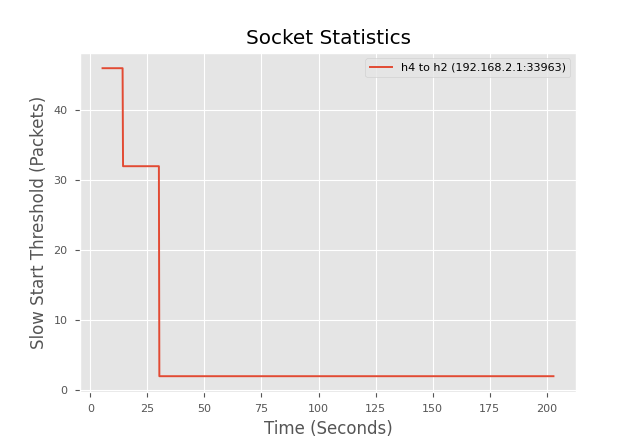 Socket Statistics
h4 to h2 (192.168.2.1:33963)
Slow Start Threshold (Packets)
40
30
20
10
0
0 25 50 75 100 125 150 175 200
Time (Seconds)